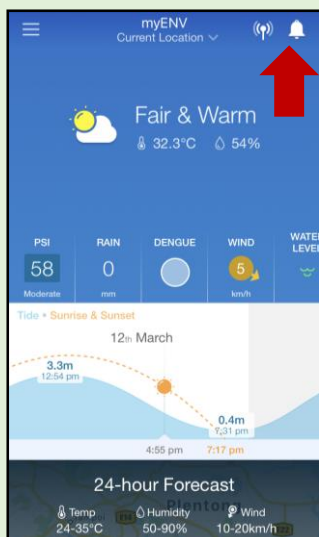 myENV
Current Location
Fair & Warm
32.3°C 54%
PSI RAIN DENGUE WIND WATER LEVEL
58 0 5
Moderate mm km/h
Tide • Sunrise & Sunset
12th March
3.3m
12:54 pm
0.4m
7:31 pm
4:55 pm 7:17 pm
24-hour Forecast
Temp Humidity Wind
24-35°C 50-90% 10-20km/h